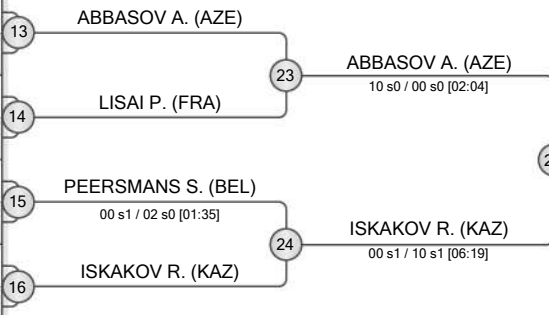 13
ABBASOV A. (AZE)
23
ABBASOV A. (AZE)
10 s0 / 00 s0 [02:04]
14
LISAI P. (FRA)
15
PEERSMANS S. (BEL)
00 s1 / 02 s0 [01:35]
24
ISKAKOV R. (KAZ)
00 s1 / 10 s1 [06:19]
16
ISKAKOV R. (KAZ)